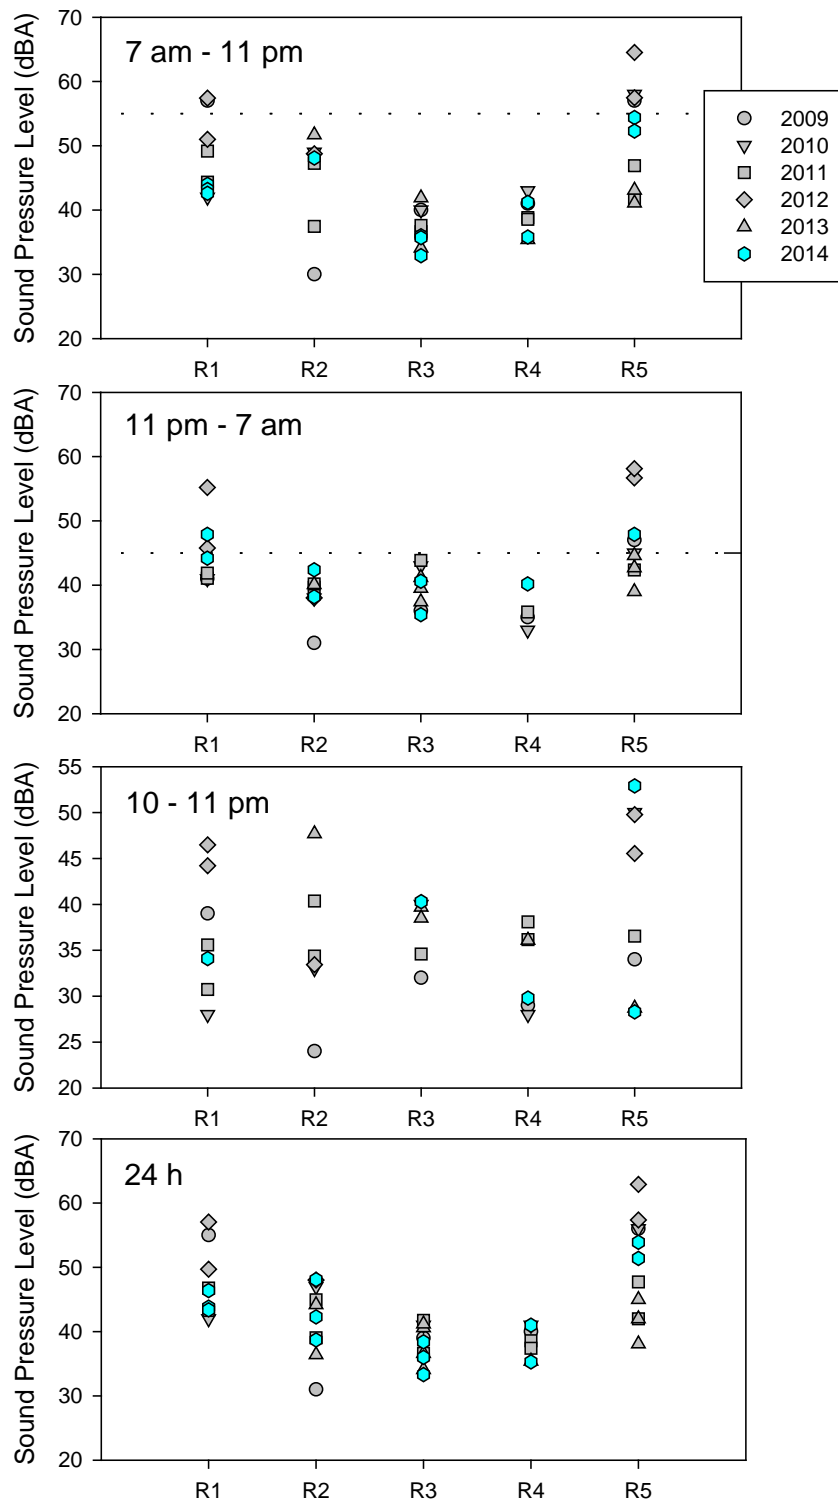 70
7 am - 11 pm
60
50
40
30
20
Sound Pressure Level (dBA)
R1 R2 R3 R4 R5
2009
2010
2011
2012
2013
2014
70
11 pm - 7 am
60
50
40
30
20
Sound Pressure Level (dBA)
R1 R2 R3 R4 R5
55
10 - 11 pm
50
45
40
35
30
25
20
Sound Pressure Level (dBA)
R1 R2 R3 R4 R5
70
24 h
60
50
40
30
20
Sound Pressure Level (dBA)
R1 R2 R3 R4 R5